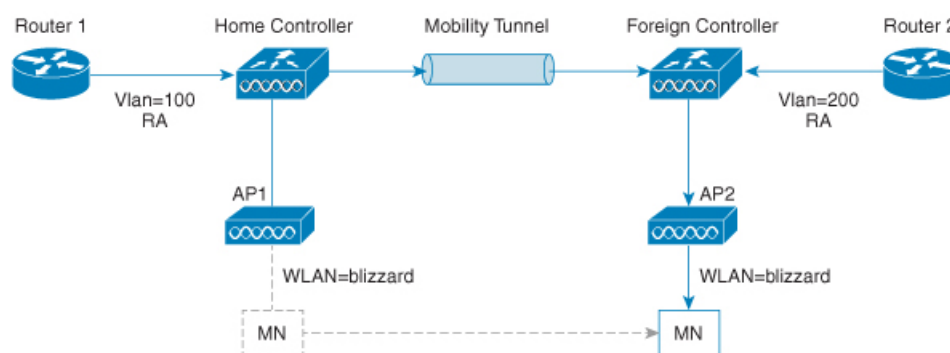 Router 1
Home Controller
Mobility Tunnel
Foreign Controller
Router 2
Vlan=100
RA
Vlan=200
RA
AP1
AP2
WLAN=blizzard
WLAN=blizzard
MN
MN